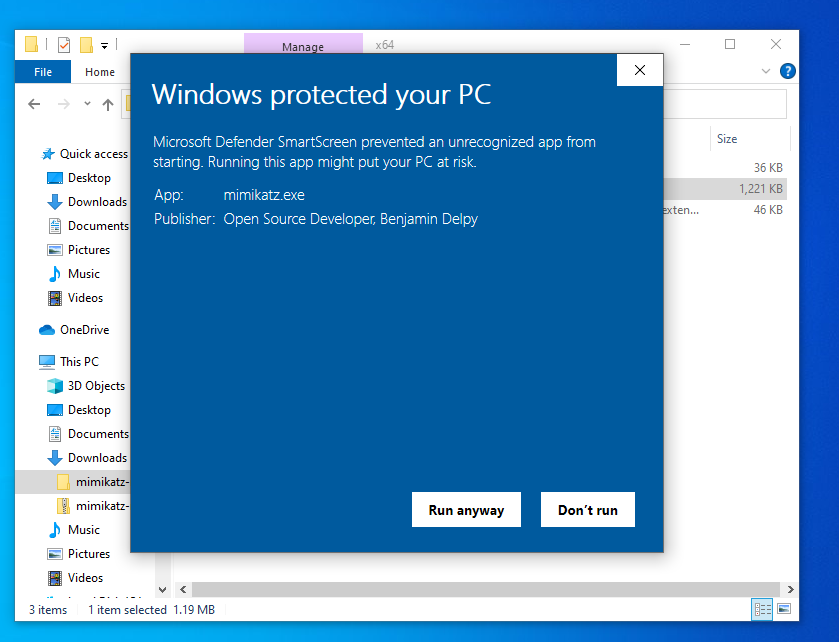 Manage
x64
File
Home
Windows protected your PC
Microsoft Defender SmartScreen prevented an unrecognized app from
starting. Running this app might put your PC at risk.
App: mimikatz.exe
Publisher: Open Source Developer, Benjamin Delpy
Run anyway
Don't run
Quick access
Desktop
Downloads
Documents
Pictures
Music
Videos
OneDrive
This PC
3D Objects
Desktop
Documents
Downloads
mimikatz-
mimikatz-
Music
Pictures
Videos
Size
36 KB
1,221 KB
exten... 46 KB
3 items 1 item selected 1.19 MB